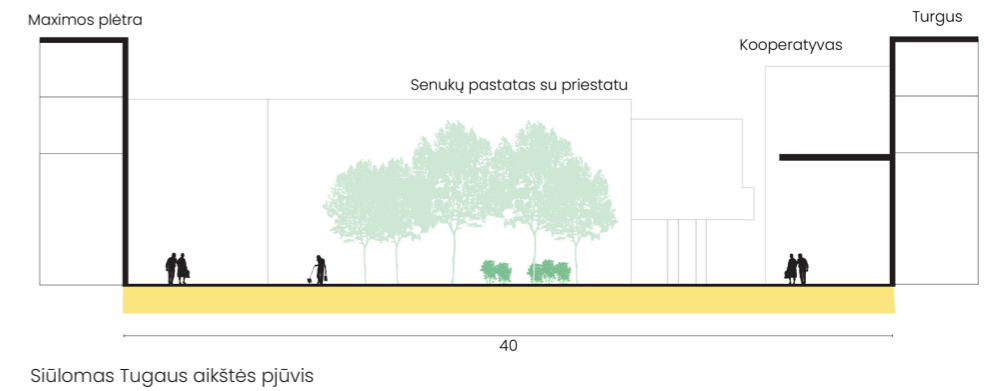 Maximos plėtra
Turgus
Kooperatyvas
Senukų pastatas su priestatu
40
Siūlomas Tugaus aikštės pjūvis